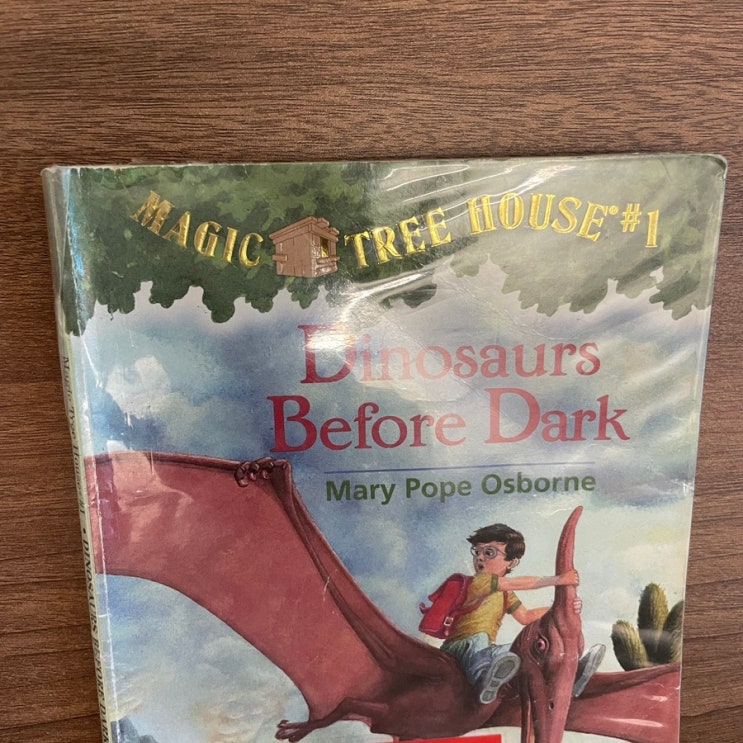 MAGIC TREE HOUSE® #1
Dinosaurs
Before Dark
Mary Pope Osborne